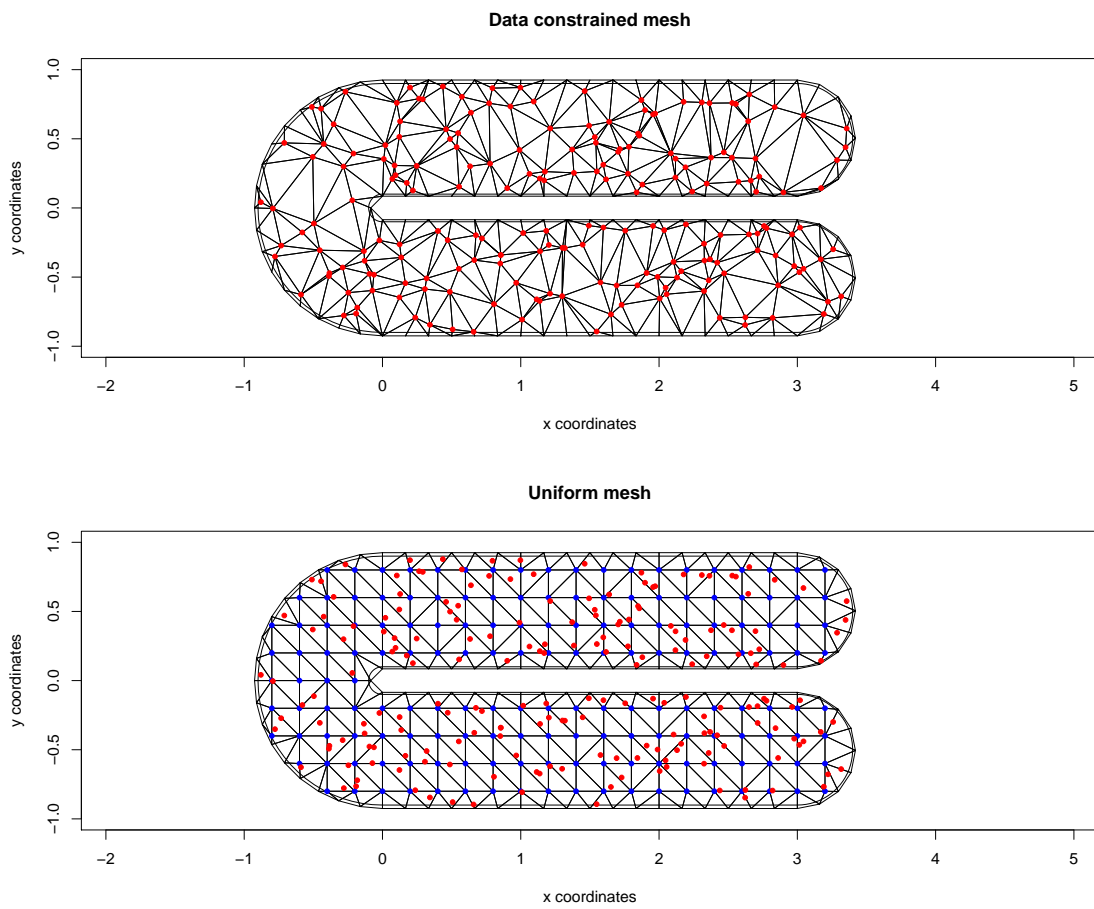 Data constrained mesh
1.0
0.5
0.0
−0.5
−1.0
y coordinates
−2 −1 0 1 2 3 4 5
x coordinates
Uniform mesh
1.0
0.5
0.0
−0.5
−1.0
y coordinates
−2 −1 0 1 2 3 4 5
x coordinates